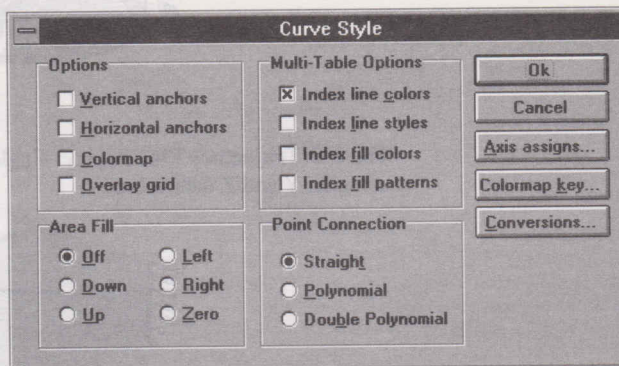 Curve Style
Options
Vertical anchors
Horizontal anchors
Colormap
Overlay grid
Multi-Table Options
Index line colors
Index line styles
Index fill colors
Index fill patterns
Ok
Cancel
Axis assigns...
Colormap key...
Conversions...
Area Fill
Off
Left
Down
Right
Up
Zero
Point Connection
Straight
Polynomial
Double Polynomial